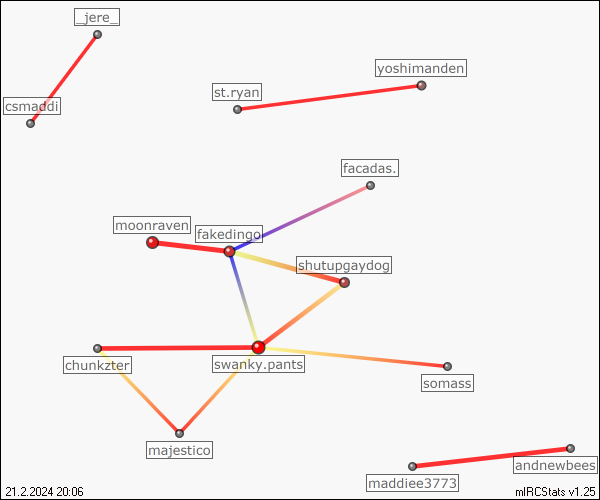 _jere_
yoshimanden
st.ryan
csmaddi
facadas.
moonraven
fakedingo
shutupgaydog
chunkzter
swanky.pants
somass
majestico
andnewbees
maddiee3773
21.2.2024 20:06
mIRCStats v1.25